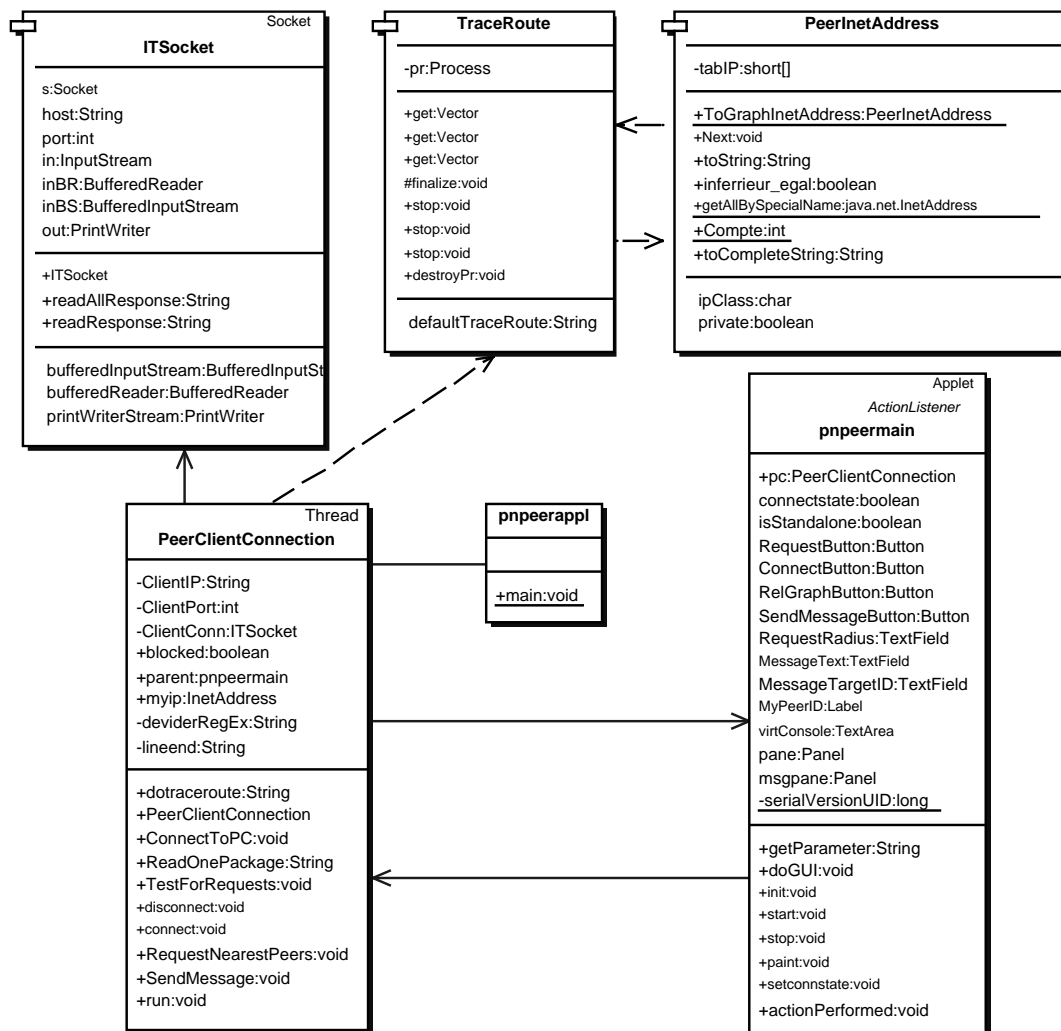 Socket
ITSocket
s:Socket
host:String
port:int
in:InputStream
inBR:BufferedReader
inBS:BufferedInputStream
out:PrintWriter
+ITSocket
+readAllResponse:String
+readResponse:String
bufferedInputStream:BufferedInputSt
bufferedReader:BufferedReader
printWriterStream:PrintWriter
TraceRoute
-pr:Process
+get:Vector
+get:Vector
+get:Vector
#finalize:void
+stop:void
+stop:void
+stop:void
+destroyPr:void
defaultTraceRoute:String
PeerInetAddress
-tabIP:short[]
+ToGraphInetAddress:PeerInetAddress
+Next:void
+toString:String
+inferrieur_egal:boolean
+getAllBySpecialName:java.net.InetAddress
+Compte:int
+toCompleteString:String
ipClass:char
private:boolean
Thread
PeerClientConnection
-ClientIP:String
-ClientPort:int
-ClientConn:ITSocket
+blocked:boolean
+parent:pnpeermain
+myip:InetAddress
-deviderRegEx:String
-lineend:String
+dotraceroute:String
+PeerClientConnection
+ConnectToPC:void
+ReadOnePackage:String
+TestForRequests:void
+disconnect:void
+connect:void
+RequestNearestPeers:void
+SendMessage:void
+run:void
pnpeerappl
+main:void
Applet
ActionListener
pnpeermain
+pc:PeerClientConnection
connectstate:boolean
isStandalone:boolean
RequestButton:Button
ConnectButton:Button
RelGraphButton:Button
SendMessageButton:Button
RequestRadius:TextField
MessageText:TextField
MessageTargetID:TextField
MyPeerID:Label
virtConsole:TextArea
pane:Panel
msgpane:Panel
-serialVersionUID:long
+getParameter:String
+doGUI:void
+init:void
+start:void
+stop:void
+paint:void
+setconnstate:void
+actionPerformed:void